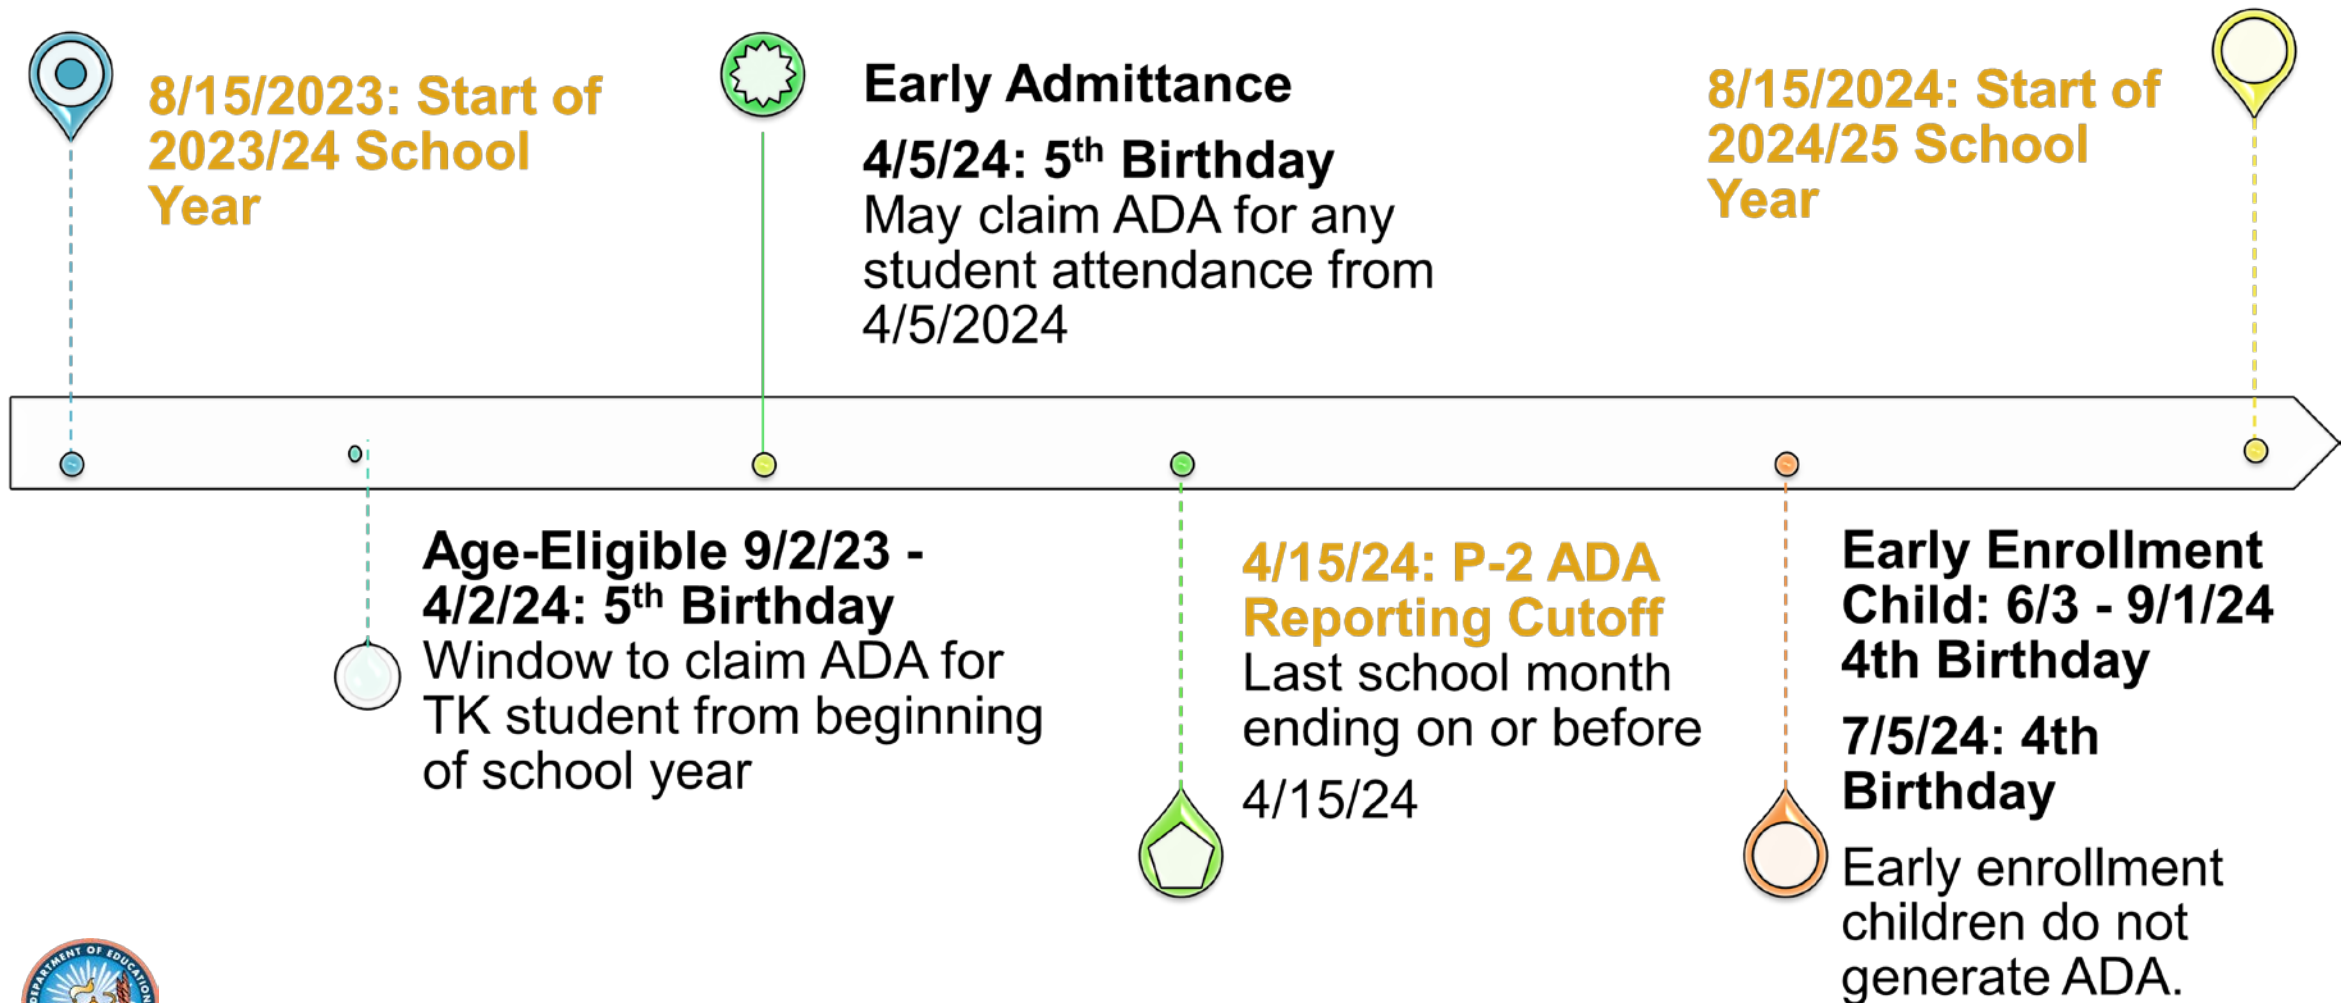 8/15/2023: Start of
2023/24 School
Year
Early Admittance
4/5/24: 5th Birthday
May claim ADA for any
student attendance from
4/5/2024
8/15/2024: Start of
2024/25 School
Year
Age-Eligible 9/2/23 -
4/2/24: 5th Birthday
Window to claim ADA for
TK student from beginning
of school year
4/15/24: P-2 ADA
Reporting Cutoff
Last school month
ending on or before
4/15/24
Early Enrollment
Child: 6/3 - 9/1/24
4th Birthday
7/5/24: 4th
Birthday
Early enrollment
children do not
generate ADA.
DEPARTMENT OF EDUCATION